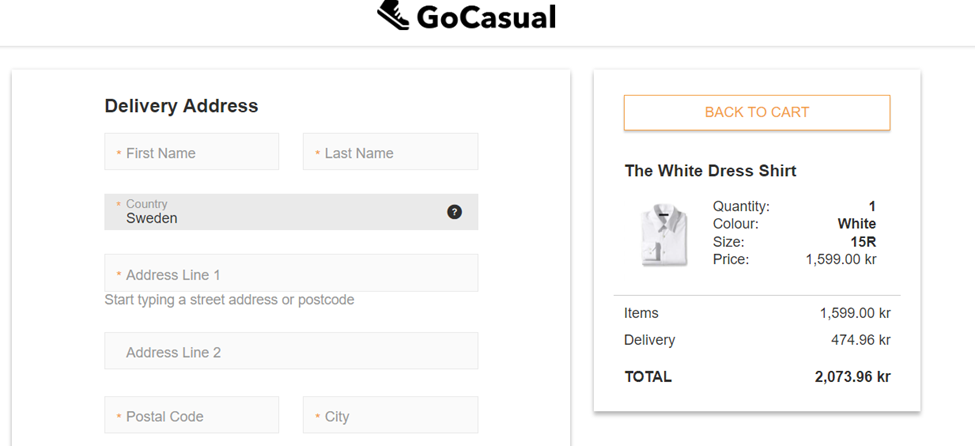 GoCasual
Delivery Address
* First Name
* Last Name
* Country
Sweden
?
* Address Line 1
Start typing a street address or postcode
Address Line 2
* Postal Code
* City
BACK TO CART
The White Dress Shirt
Quantity: 1
Colour: White
Size: 15R
Price: 1,599.00 kr
Items 1,599.00 kr
Delivery 474.96 kr
TOTAL 2,073.96 kr